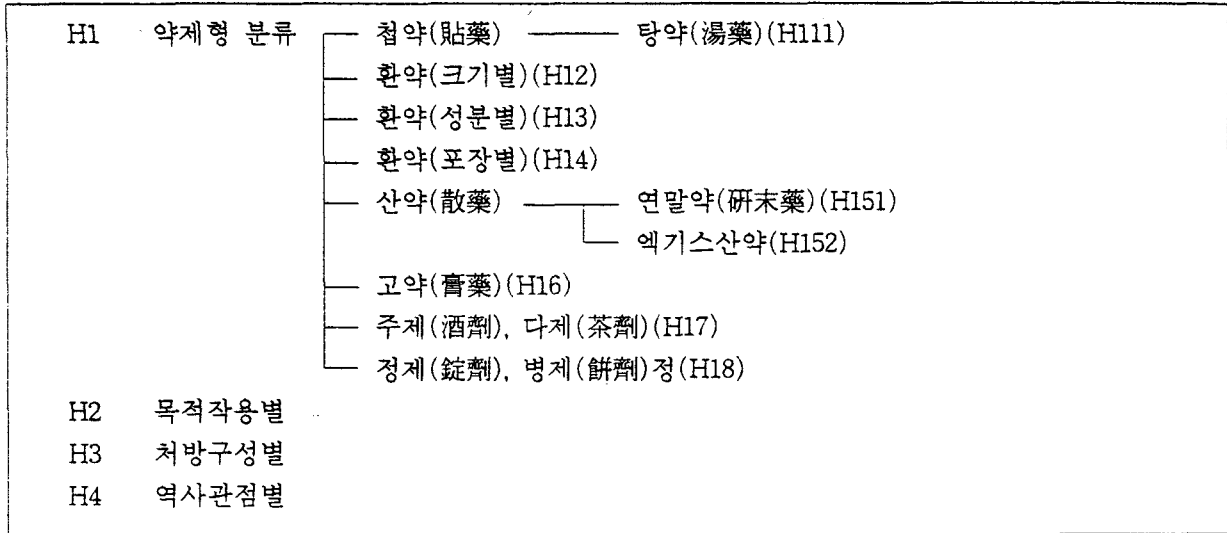 H1 약제형 분류 첩약(貼藥) 탕약(湯藥)(H111)
환약(크기별)(H12)
환약(성분별)(H13)
환약(포장별)(H14)
산약(散藥) 연말약(硏末藥)(H151)
엑기스산약(H152)
고약(膏藥)(H16)
주제(酒劑), 다제(茶劑)(H17)
정제(錠劑), 병제(餠劑)정(H18)
H2 목적작용별
H3 처방구성별
H4 역사관점별